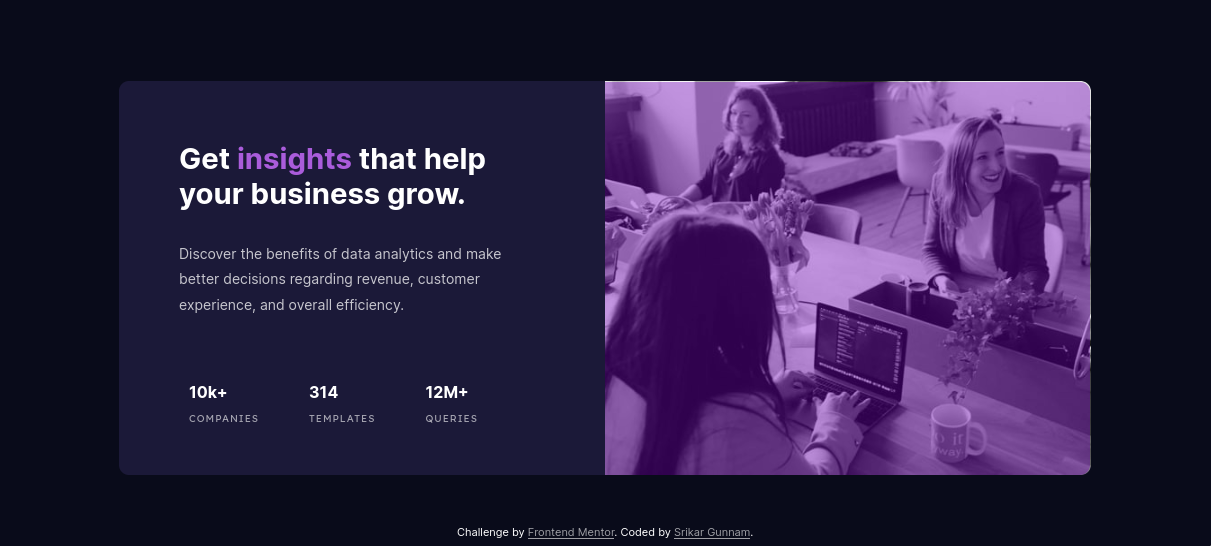 Get insights that help
your business grow.
Discover the benefits of data analytics and make
better decisions regarding revenue, customer
experience, and overall efficiency.
10k+ 314 12M+
COMPANIES TEMPLATES QUERIES
Challenge by Frontend Mentor. Coded by Srikar Gunnam.